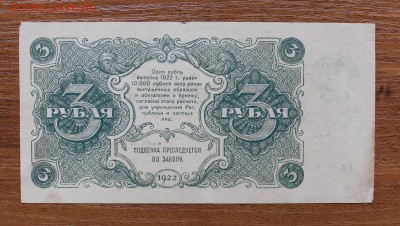 3
3
Один рубль
выпуска 1922 г. равен
10.000 рублей всех ранее
выпущенных образцов
и обязателен к приему,
согласно этого расчета,
для учреждений Рес
публики и частных
лиц.
3
РУБЛЯ
3
РУБЛЯ
ПОДДЕЛКА ПРЕСЛЕДУЕТСЯ
ПО ЗАКОНУ.
3
1922
3